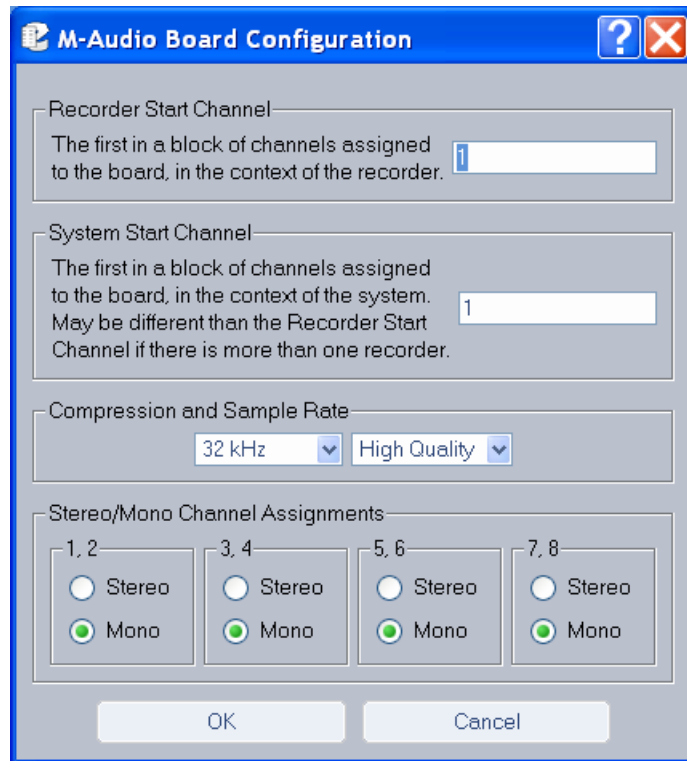 M-Audio Board Configuration
Recorder Start Channel
The first in a block of channels assigned
to the board, in the context of the recorder.
1
System Start Channel
The first in a block of channels assigned
to the board, in the context of the system.
May be different than the Recorder Start
Channel if there is more than one recorder.
1
Compression and Sample Rate
32 kHz High Quality
Stereo/Mono Channel Assignments
1, 2 3, 4 5, 6 7, 8
Stereo Stereo Stereo Stereo
Mono Mono Mono Mono
OK Cancel